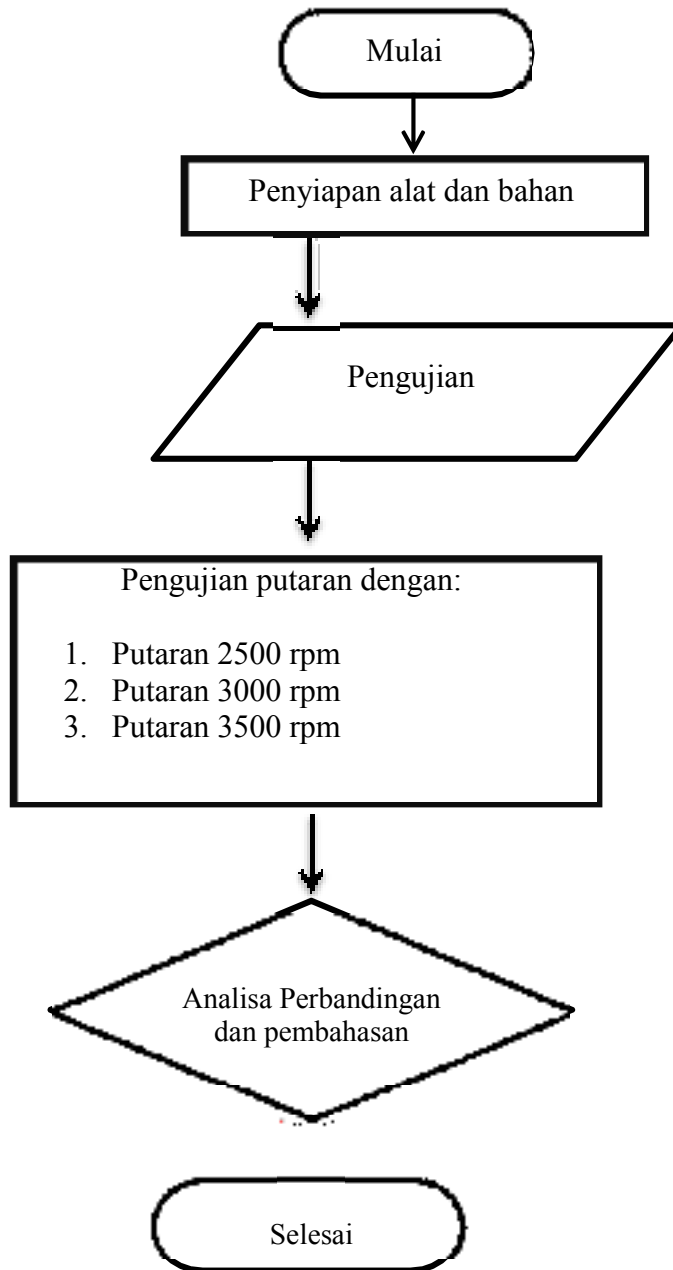 Mulai
Penyiapan alat dan bahan
Pengujian
Pengujian putaran dengan:
1. Putaran 2500 rpm
2. Putaran 3000 rpm
3. Putaran 3500 rpm
Analisa Perbandingan
dan pembahasan
Selesai